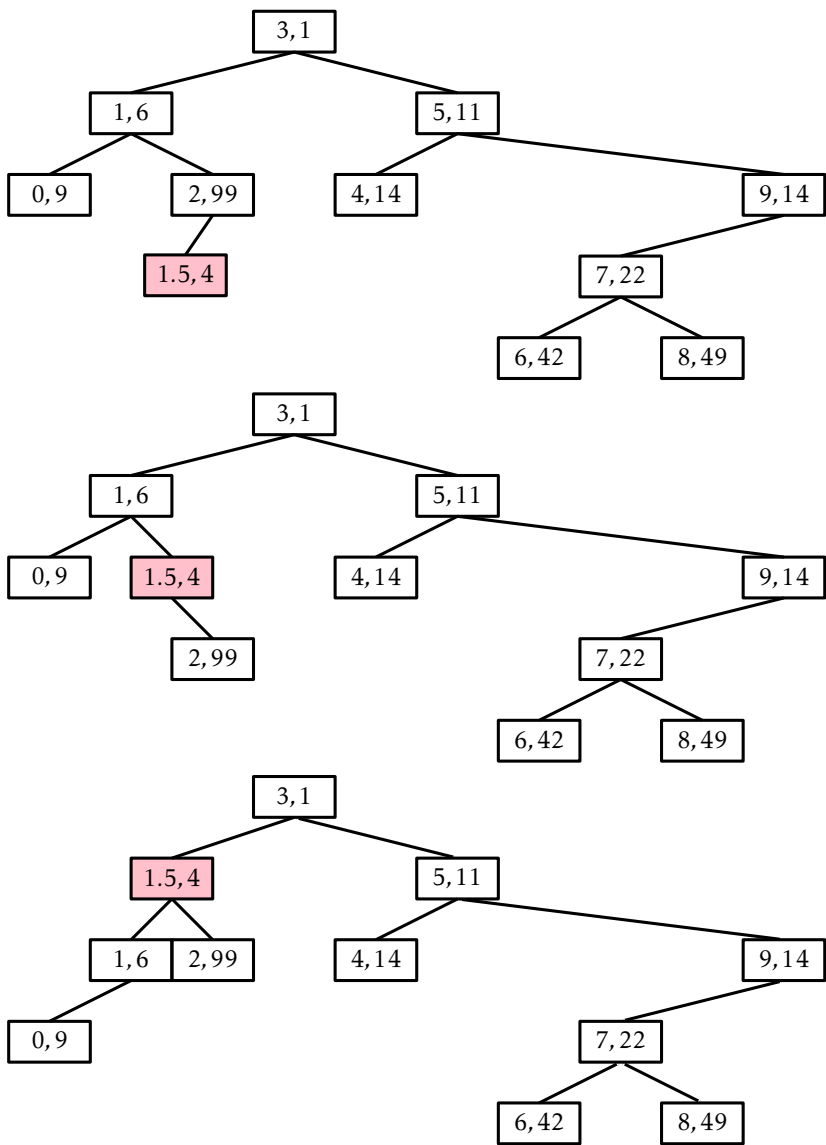 3, 1
1, 6 5, 11
0, 9 2, 99 4, 14 9, 14
1.5, 4 7, 22
6, 42 8, 49
3, 1
1, 6 5, 11
0, 9 1.5, 4 4, 14 9, 14
2, 99 7, 22
6, 42 8, 49
3, 1
1.5, 4 5, 11
1, 6 2, 99 4, 14 9, 14
0, 9 7, 22
6, 42 8, 49